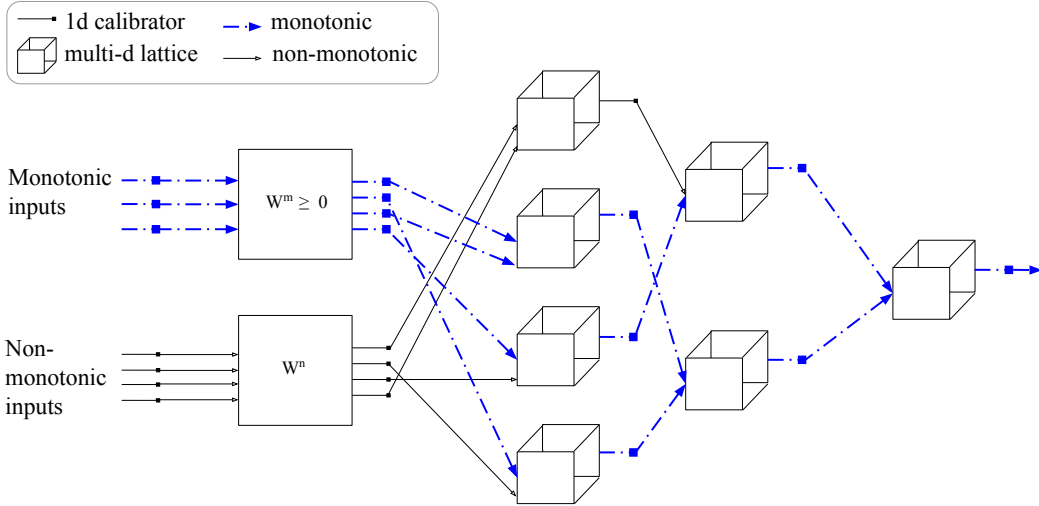 1d calibrator
monotonic
multi-d lattice
non-monotonic
Monotonic
inputs
Wᵐ ≥ 0
Non-
monotonic
inputs
Wⁿ